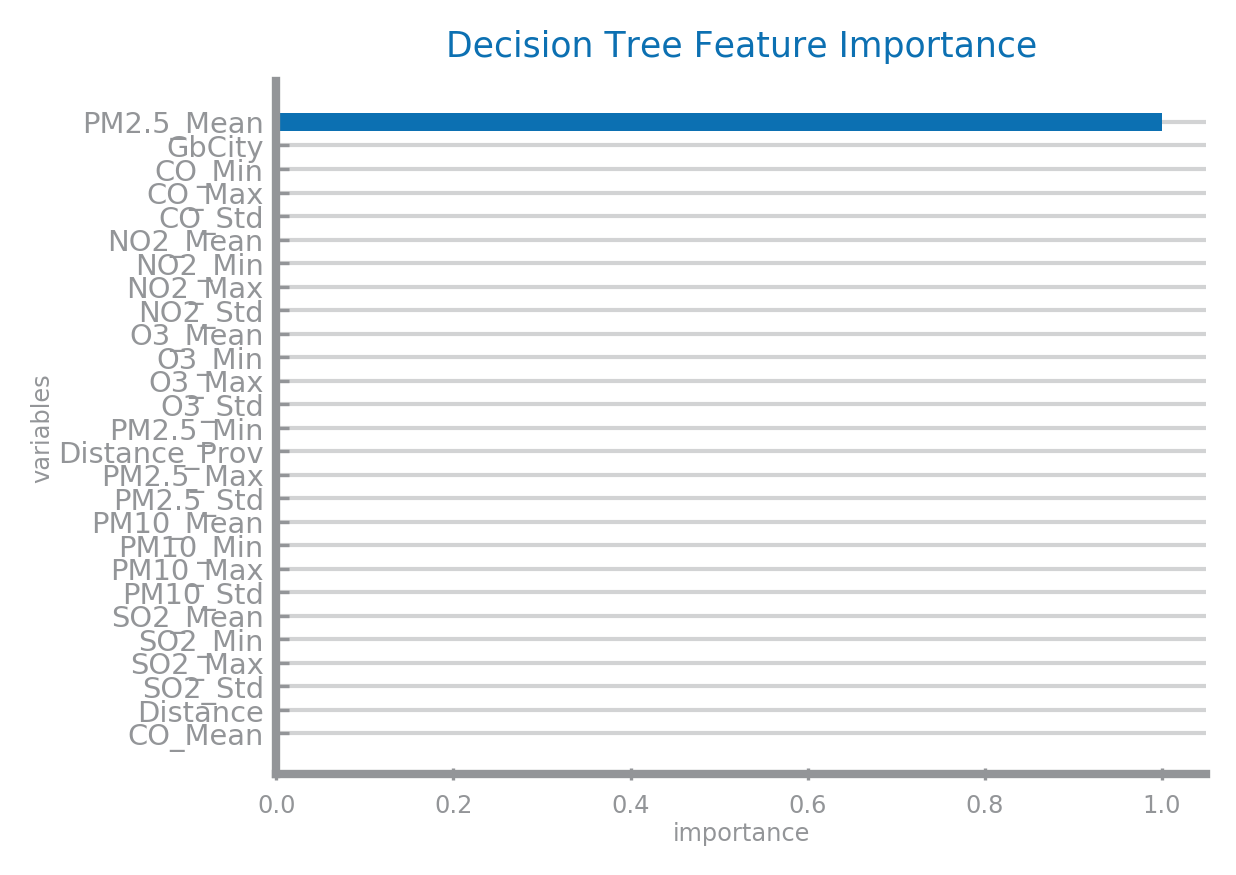 Decision Tree Feature Importance
PM2.5_Mean
GbCity
CO_Min
CO_Max
CO_Std
NO2_Mean
NO2_Min
NO2_Max
NO2_Std
O3_Mean
O3_Min
O3_Max
O3_Std
PM2.5_Min
Distance_Prov
PM2.5_Max
PM2.5_Std
PM10_Mean
PM10_Min
PM10_Max
PM10_Std
SO2_Mean
SO2_Min
SO2_Max
SO2_Std
Distance
CO_Mean
variables
0.0 0.2 0.4 0.6 0.8 1.0
importance